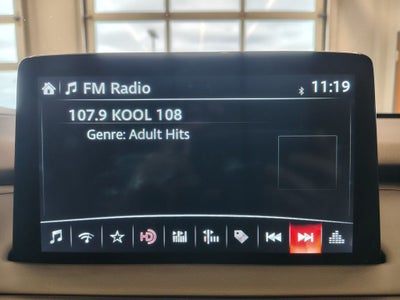 FM Radio 11:19
107.9 KOOL 108
Genre: Adult Hits